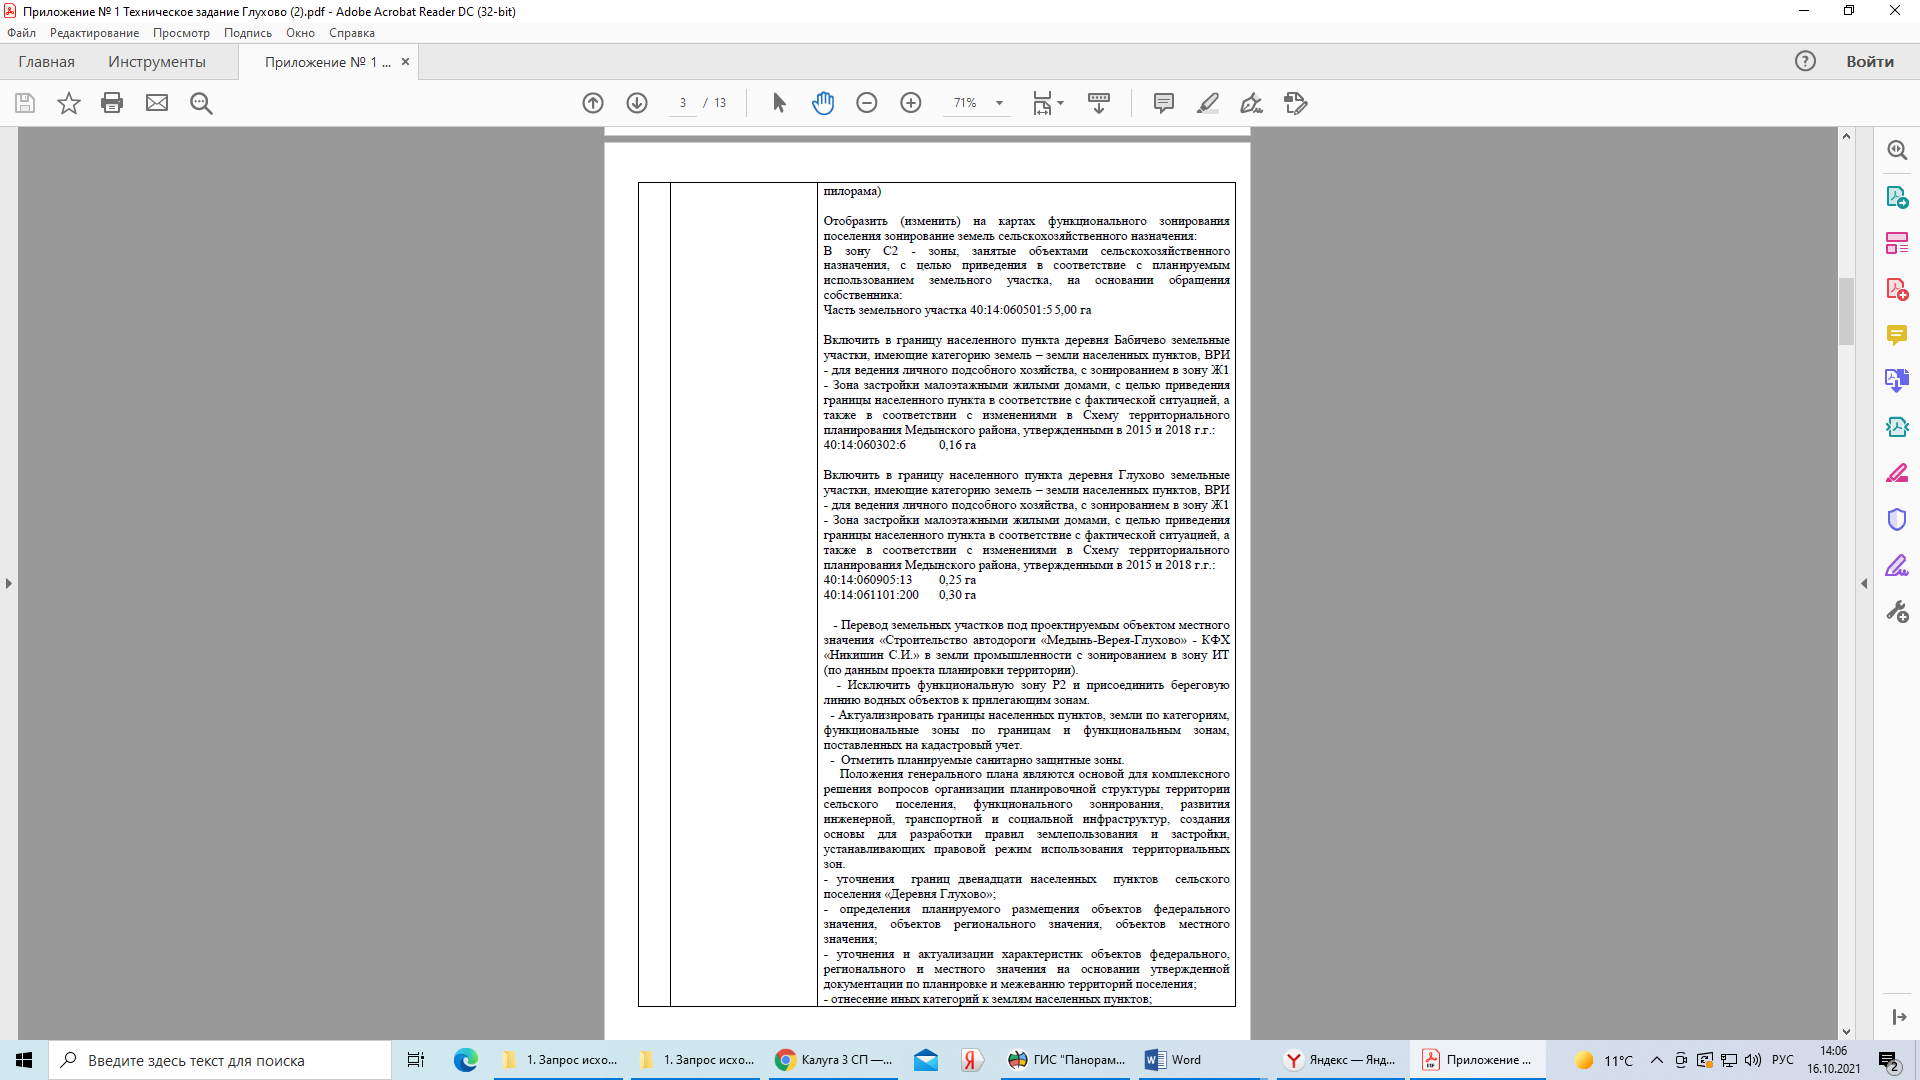 Приложение № 1 Техническое задание Глухово (2).pdf - Adobe Acrobat Reader DC (32-bit)
Файл Редактирование Просмотр Подпись Окно Справка
Главная Инструменты Приложение № 1 ... × Войти
3 / 13 71%
пилорама)
Отобразить (изменить) на картах функционального зонирования
поселения зонирование земель сельскохозяйственного назначения:
В зону С2 - зоны, занятые объектами сельскохозяйственного
назначения, с целью приведения в соответствие с планируемым
использованием земельного участка, на основании обращения
собственника:
Часть земельного участка 40:14:060501:5 5,00 га
Включить в границу населенного пункта деревня Бабичево земельные
участки, имеющие категорию земель – земли населенных пунктов, ВРИ
- для ведения личного подсобного хозяйства, с зонированием в зону Ж1
- Зона застройки малоэтажными жилыми домами, с целью приведения
границы населенного пункта в соответствие с фактической ситуацией, а
также в соответствии с изменениями в Схему территориального
планирования Медынского района, утвержденными в 2015 и 2018 г.г.:
40:14:060302:6 0,16 га
Включить в границу населенного пункта деревня Глухово земельные
участки, имеющие категорию земель – земли населенных пунктов, ВРИ
- для ведения личного подсобного хозяйства, с зонированием в зону Ж1
- Зона застройки малоэтажными жилыми домами, с целью приведения
границы населенного пункта в соответствие с фактической ситуацией, а
также в соответствии с изменениями в Схему территориального
планирования Медынского района, утвержденными в 2015 и 2018 г.г.:
40:14:060905:13 0,25 га
40:14:061101:200 0,30 га
- Перевод земельных участков под проектируемым объектом местного
значения «Строительство автодороги «Медынь-Верея-Глухово» - КФХ
«Никишин С.И.» в земли промышленности с зонированием в зону ИТ
(по данным проекта планировки территории).
- Исключить функциональную зону Р2 и присоединить береговую
линию водных объектов к прилегающим зонам.
- Актуализировать границы населенных пунктов, земли по категориям,
функциональные зоны по границам и функциональным зонам,
поставленных на кадастровый учет.
- Отметить планируемые санитарно защитные зоны.
Положения генерального плана являются основой для комплексного
решения вопросов организации планировочной структуры территории
сельского поселения, функционального зонирования, развития
инженерной, транспортной и социальной инфраструктур, создания
основы для разработки правил землепользования и застройки,
устанавливающих правовой режим использования территориальных
зон.
- уточнения границ двенадцати населенных пунктов сельского
поселения «Деревня Глухово»;
- определения планируемого размещения объектов федерального
значения, объектов регионального значения, объектов местного
значения;
- уточнения и актуализации характеристик объектов федерального,
регионального и местного значения на основании утвержденной
документации по планировке и межеванию территорий поселения;
- отнесение иных категорий к землям населенных пунктов;
Введите здесь текст для поиска 1. Запрос исхо... 1. Запрос исхо... Калуга 3 СП —... ГИС "Панорам... Word Яндекс — Янд... Приложение ... 11°C РУС 14:06
16.10.2021 2